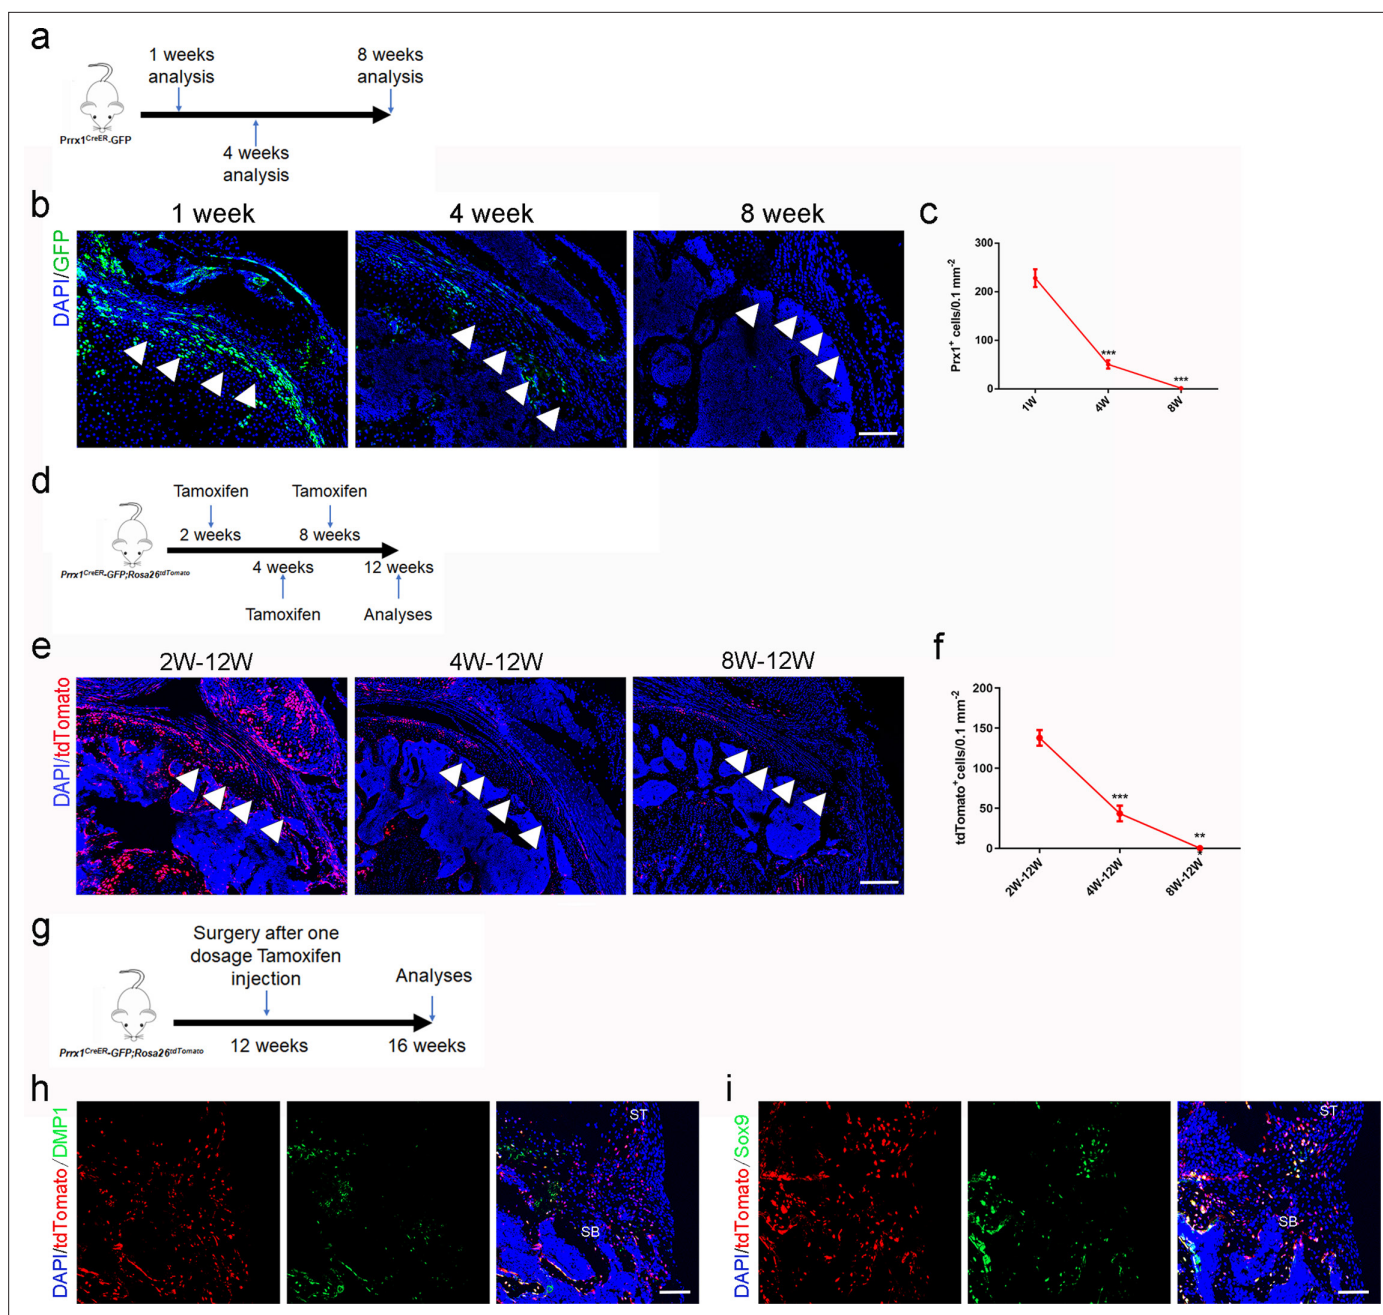 a
1 weeks
analysis
8 weeks
analysis
Prrx1CreER-GFP
4 weeks
analysis
b
1 week
4 week
8 week
DAPI/GFP
c
300
200
100
0
Prx1+ cells/0.1 mm-2
***
***
1W
4W
8W
d
Tamoxifen
Tamoxifen
2 weeks
8 weeks
Prrx1CreER-GFP;Rosa26tdTomato
4 weeks
12 weeks
Tamoxifen
Analyses
e
2W-12W
4W-12W
8W-12W
DAPI/tdTomato
f
200
150
100
50
0
tdTomato+cells/0.1 mm-2
***
**
*
2W-12W
4W-12W
8W-12W
g
Surgery after one
dosage Tamoxifen
injection
Analyses
Prrx1CreER-GFP;Rosa26tdTomato
12 weeks
16 weeks
h
DAPI/tdTomato/DMP1
ST
SB
i
DAPI/tdTomato/Sox9
ST
SB